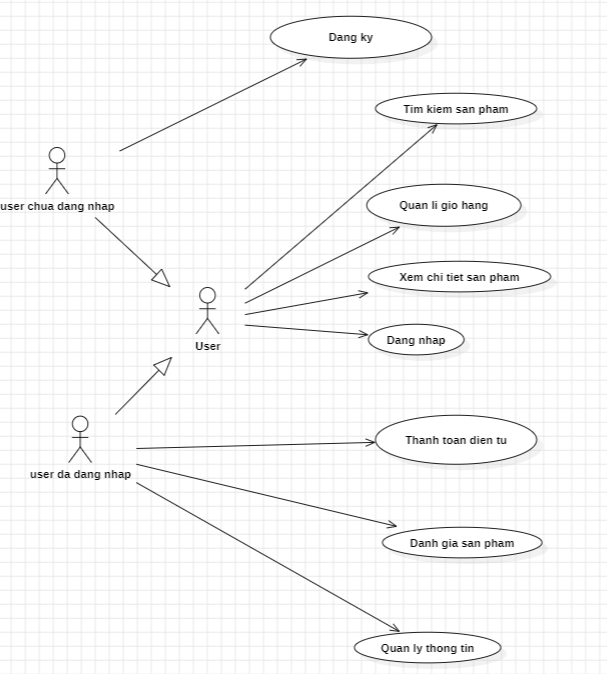 Dang ky
Tim kiem san pham
user chua dang nhap
Quan li gio hang
Xem chi tiet san pham
User
Dang nhap
Thanh toan dien tu
user da dang nhap
Danh gia san pham
Quan ly thong tin